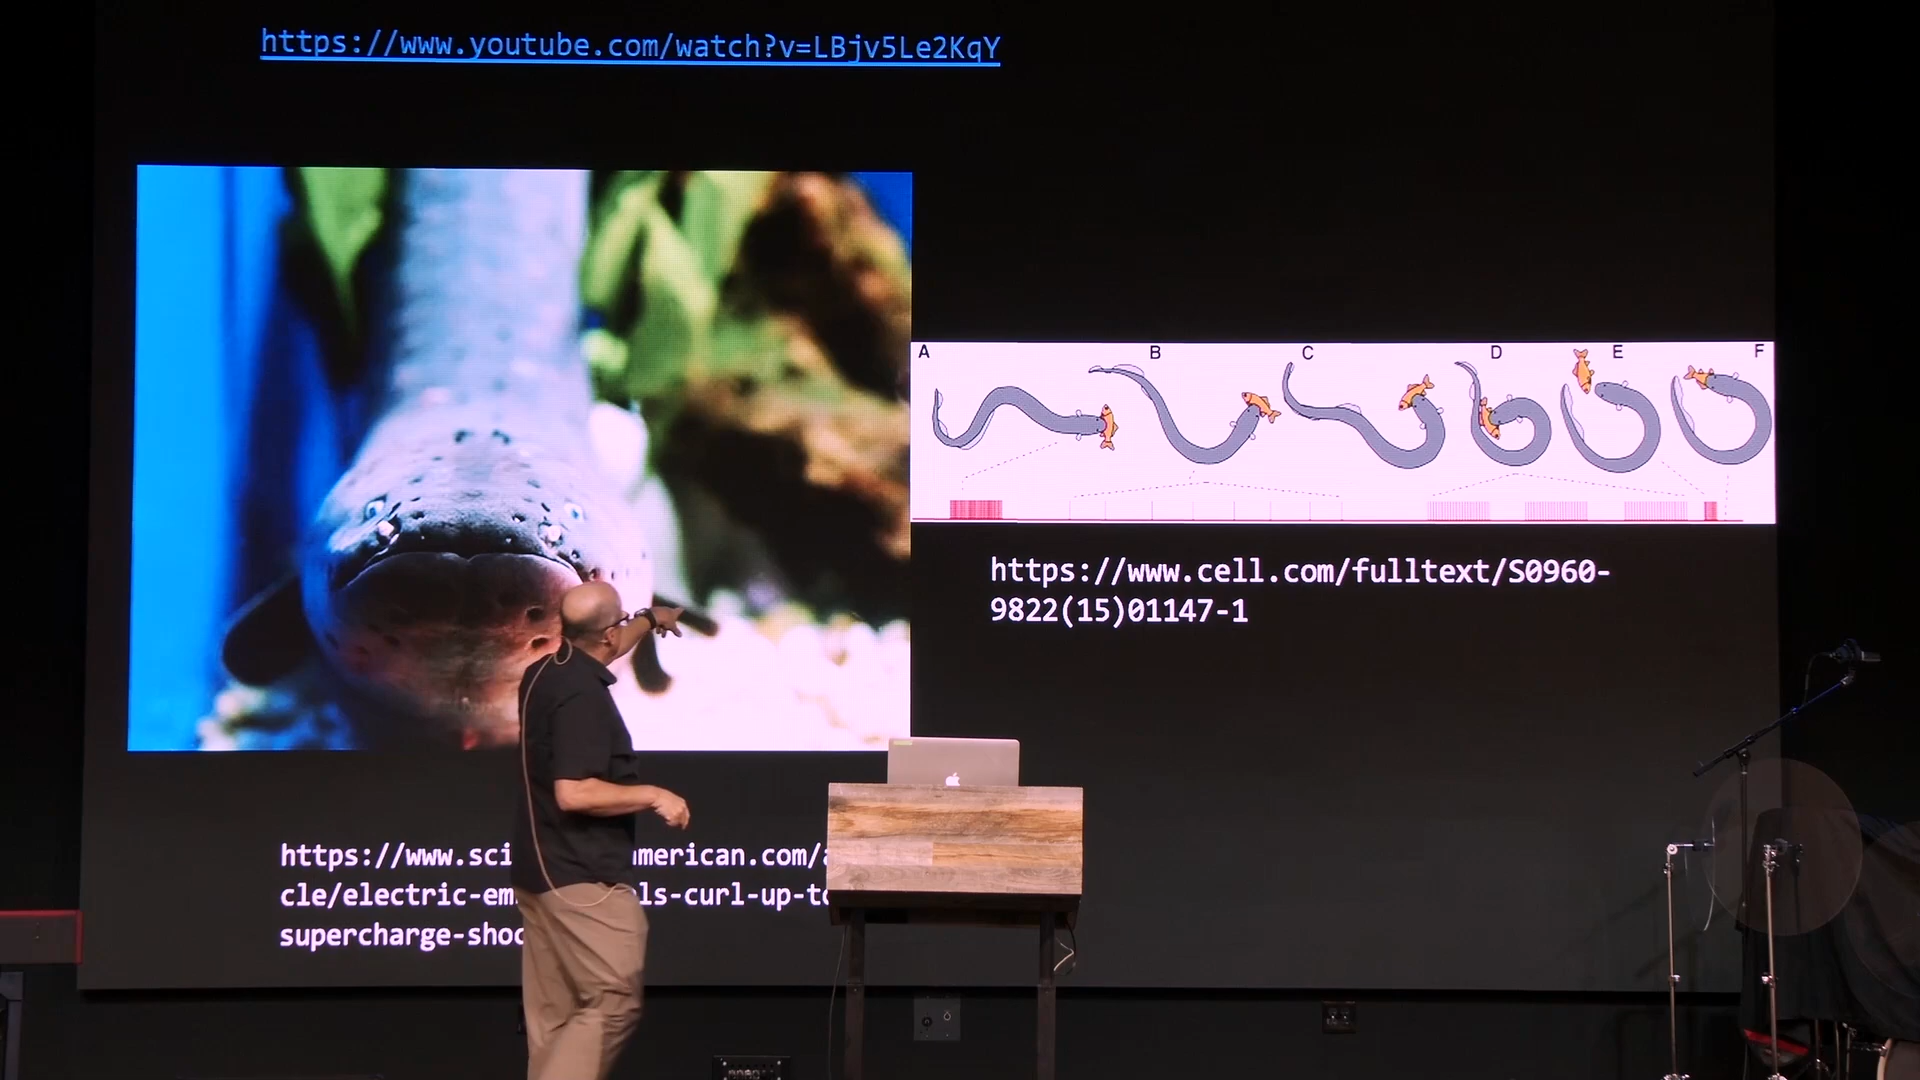 https://www.youtube.com/watch?v=LBjv5Le2KqY
A B C D E F
https://www.cell.com/fulltext/S0960-
9822(15)01147-1
https://www.sci merican.com/a
cle/electric-em ls-curl-up-to
supercharge-shoc